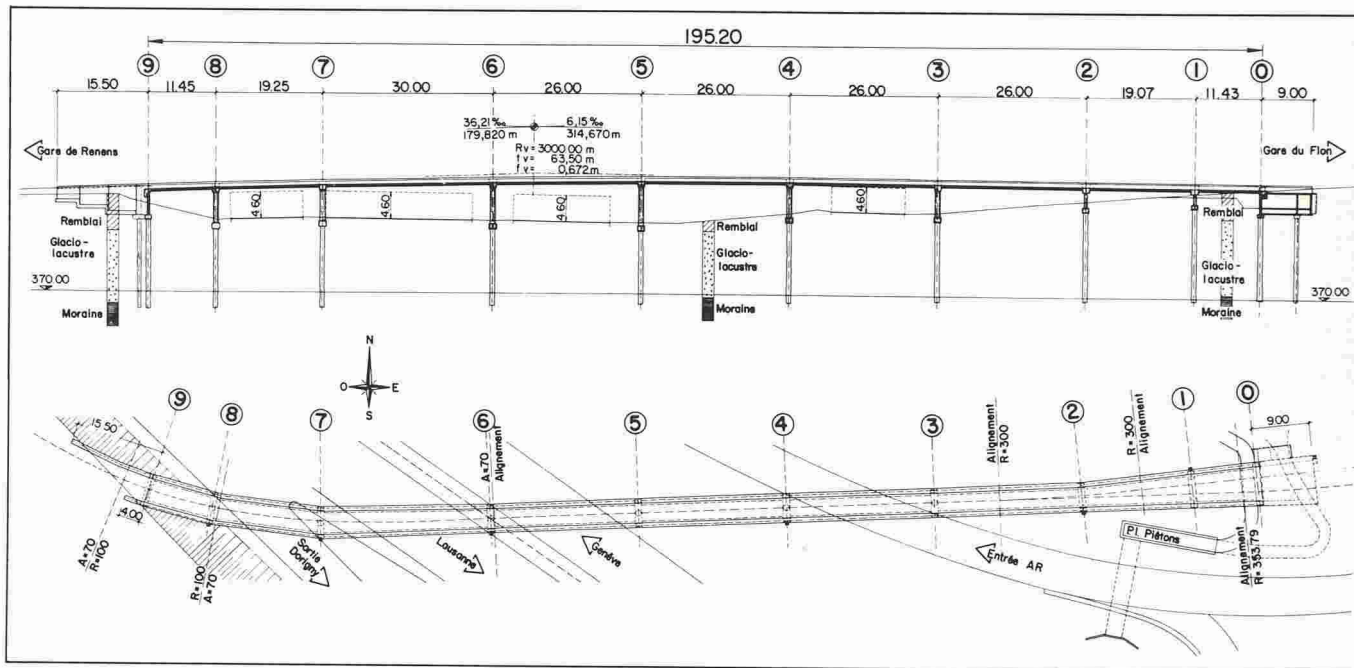 195.20
9 8 7 6 5 4 3 2 1 0
15.50 11.45 19.25 30.00 26.00 26.00 26.00 26.00 19.07 11.43 9.00
36,21‰ 6,15‰
179,820 m 314,670 m
Rv= 3000.00 m
tv= 63,50 m
fv= 0,672 m
Gare de Renens
Gare du Flon
4.60 4.60 4.60 4.60
Remblai
Glacio-
lacustre
370.00
Moraine
Remblai
Glacio-
lacustre
Moraine
Remblai
Glacio-
lacustre
370.00
Moraine
N
O E
S
9 8 7 6 5 4 3 2 1 0
15.50
4.00
A=70
R=100
R=100
A=70
Sortie
Dorigny
Lausanne
A=70
Alignement
Genève
Entrée AR
Alignement
R=300
R=300
Alignement
Pl. Piétons
Alignement
R=353.79
9.00